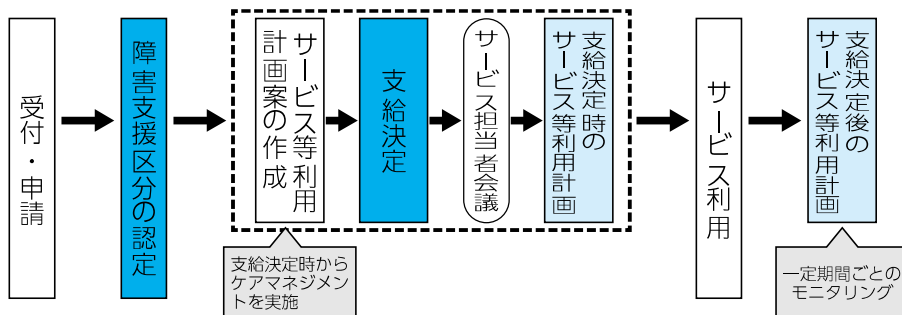 受付・申請
障害支援区分の認定
サービス等利用
計画案の作成
支給決定
サービス担当者会議
支給決定時の
サービス等利用計画
サービス利用
支給決定後の
サービス等利用計画
支給決定時から
ケアマネジメン
トを実施
一定期間ごとの
モニタリング